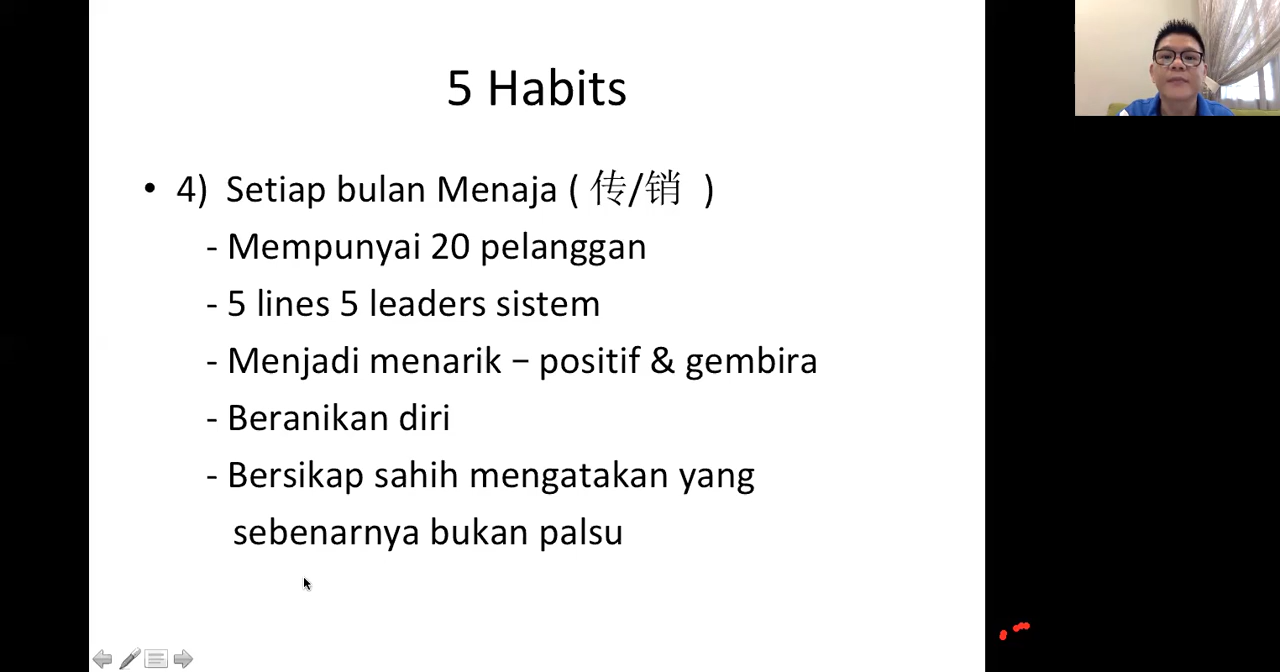 5 Habits
• 4) Setiap bulan Menaja ( 传/销 )
- Mempunyai 20 pelanggan
- 5 lines 5 leaders sistem
- Menjadi menarik – positif & gembira
- Beranikan diri
- Bersikap sahih mengatakan yang
sebenarnya bukan palsu